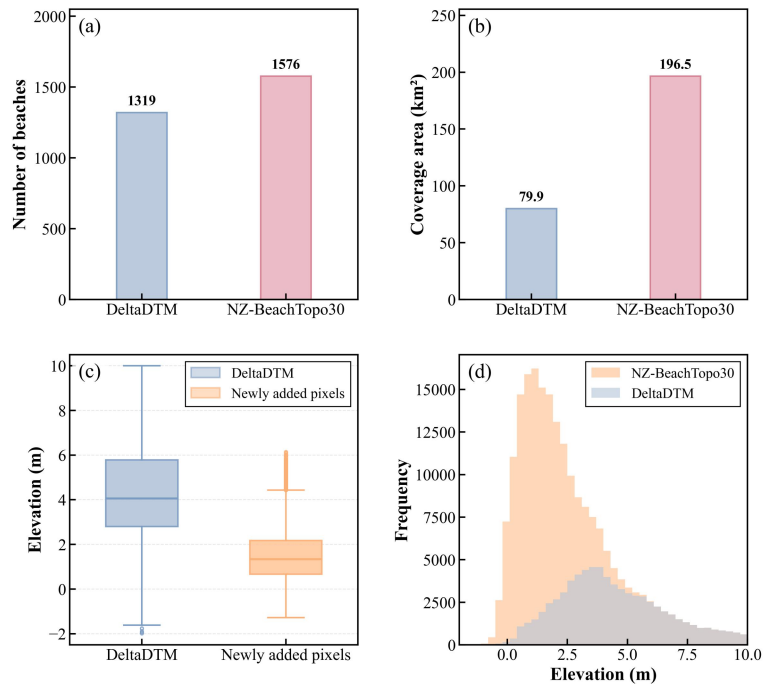 (a)
Number of beaches
2000
1500
1000
500
0
1319
1576
DeltaDTM
NZ-BeachTopo30
(b)
Coverage area (km²)
250
200
150
100
50
0
79.9
196.5
DeltaDTM
NZ-BeachTopo30
(c)
Elevation (m)
10
8
6
4
2
0
−2
DeltaDTM
Newly added pixels
DeltaDTM
Newly added pixels
(d)
Frequency
15000
12500
10000
7500
5000
2500
0
NZ-BeachTopo30
DeltaDTM
0.0
2.5
5.0
7.5
10.0
Elevation (m)